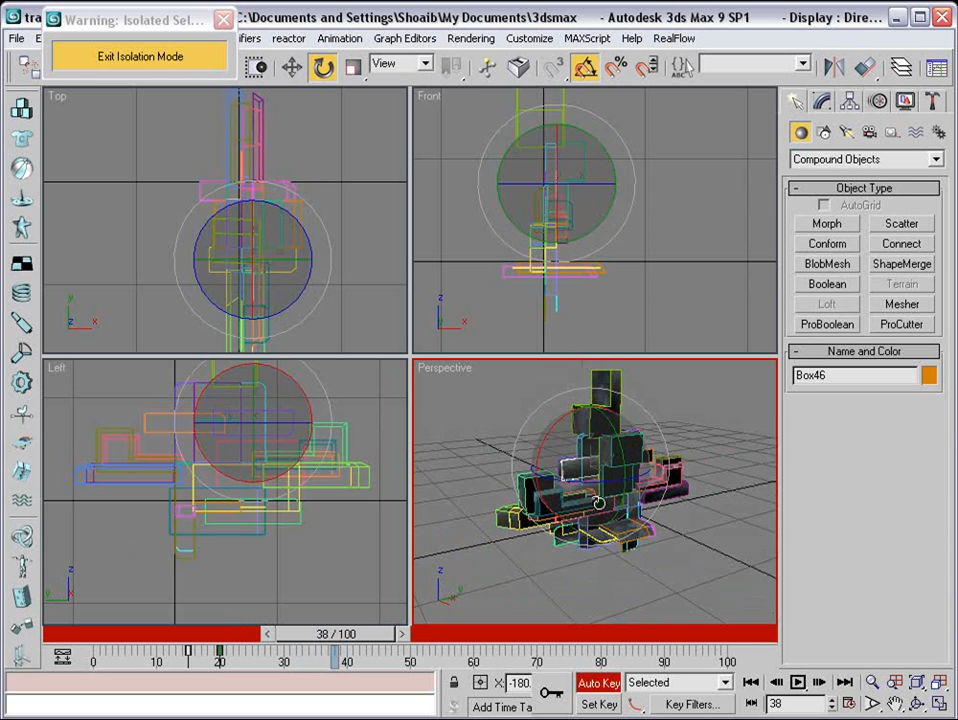 tra
Warning: Isolated Sel...
C:\Documents and Settings\Shoaib\My Documents\3dsmax - Autodesk 3ds Max 9 SP1 - Display : Dire...
File
ifiers reactor Animation Graph Editors Rendering Customize MAXScript Help RealFlow
Exit Isolation Mode
View
3
%
ABC
Top
Front
Left
Perspective
z
y
x
z
x
z
y
z
Compound Objects
- Object Type
AutoGrid
Morph Scatter
Conform Connect
BlobMesh ShapeMerge
Boolean Terrain
Loft Mesher
ProBoolean ProCutter
- Name and Color
Box46
< 38 / 100 >
0 10 20 30 40 50 60 70 80 90 100
X: -180.
Add Time Ta
Auto Key Selected
Set Key Key Filters...
38